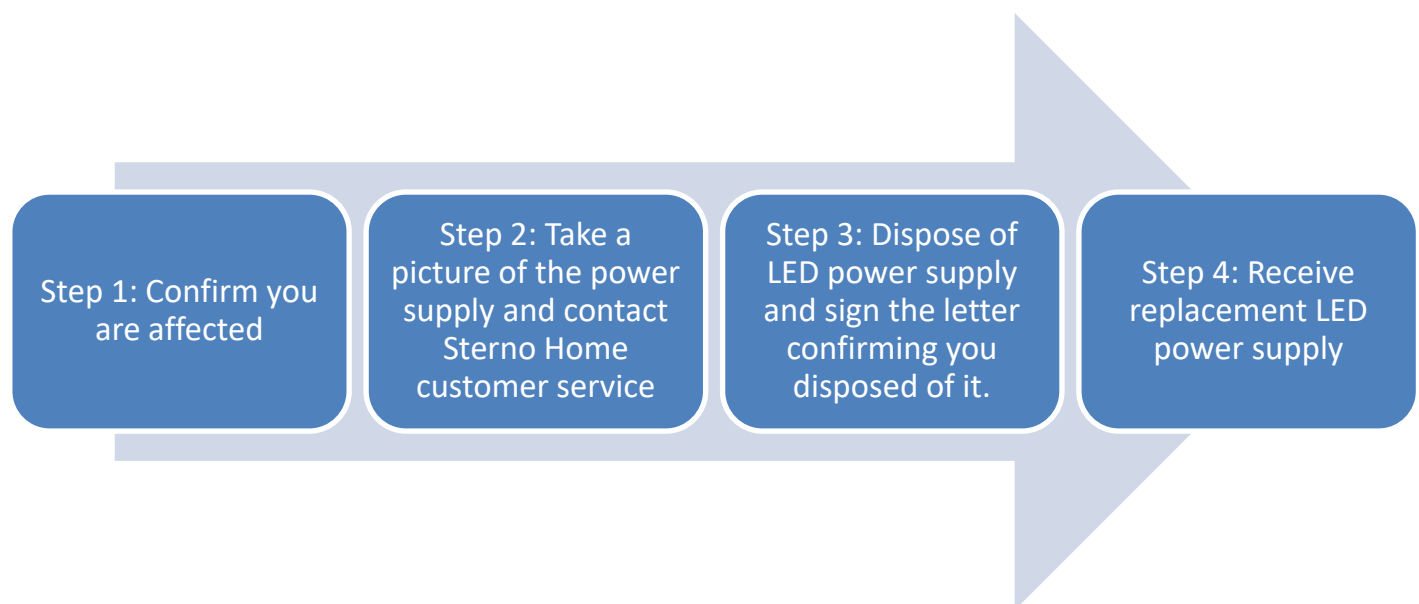 Step 1: Confirm you
are affected
Step 2: Take a
picture of the power
supply and contact
Sterno Home
customer service
Step 3: Dispose of
LED power supply
and sign the letter
confirming you
disposed of it.
Step 4: Receive
replacement LED
power supply